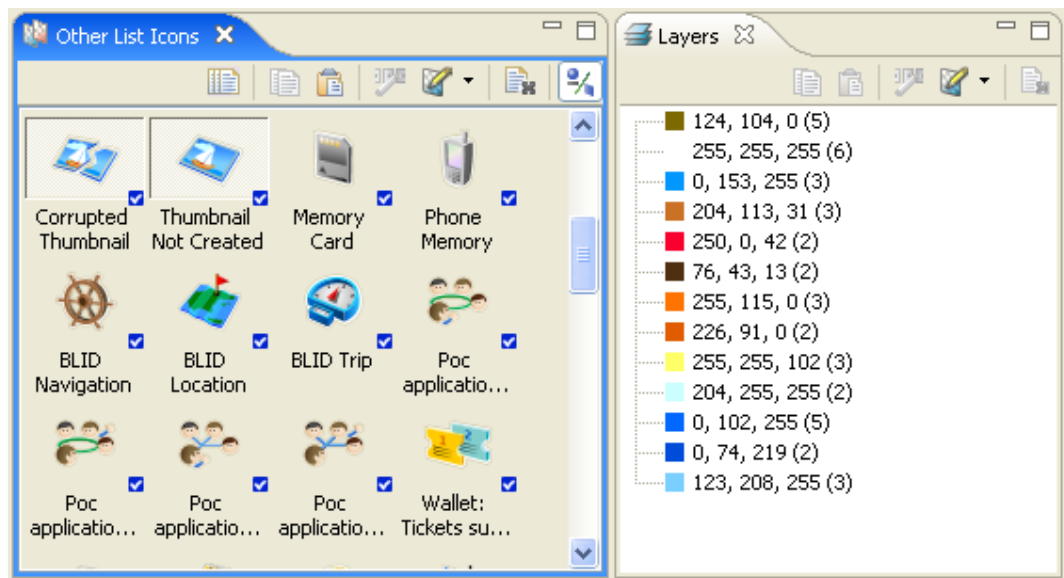 Other List Icons
Layers
Corrupted Thumbnail
Thumbnail Not Created
Memory Card
Phone Memory
BLID Navigation
BLID Location
BLID Trip
Poc applicatio...
Poc applicatio...
Poc applicatio...
Poc applicatio...
Wallet: Tickets su...
124, 104, 0 (5)
255, 255, 255 (6)
0, 153, 255 (3)
204, 113, 31 (3)
250, 0, 42 (2)
76, 43, 13 (2)
255, 115, 0 (3)
226, 91, 0 (2)
255, 255, 102 (3)
204, 255, 255 (2)
0, 102, 255 (5)
0, 74, 219 (2)
123, 208, 255 (3)